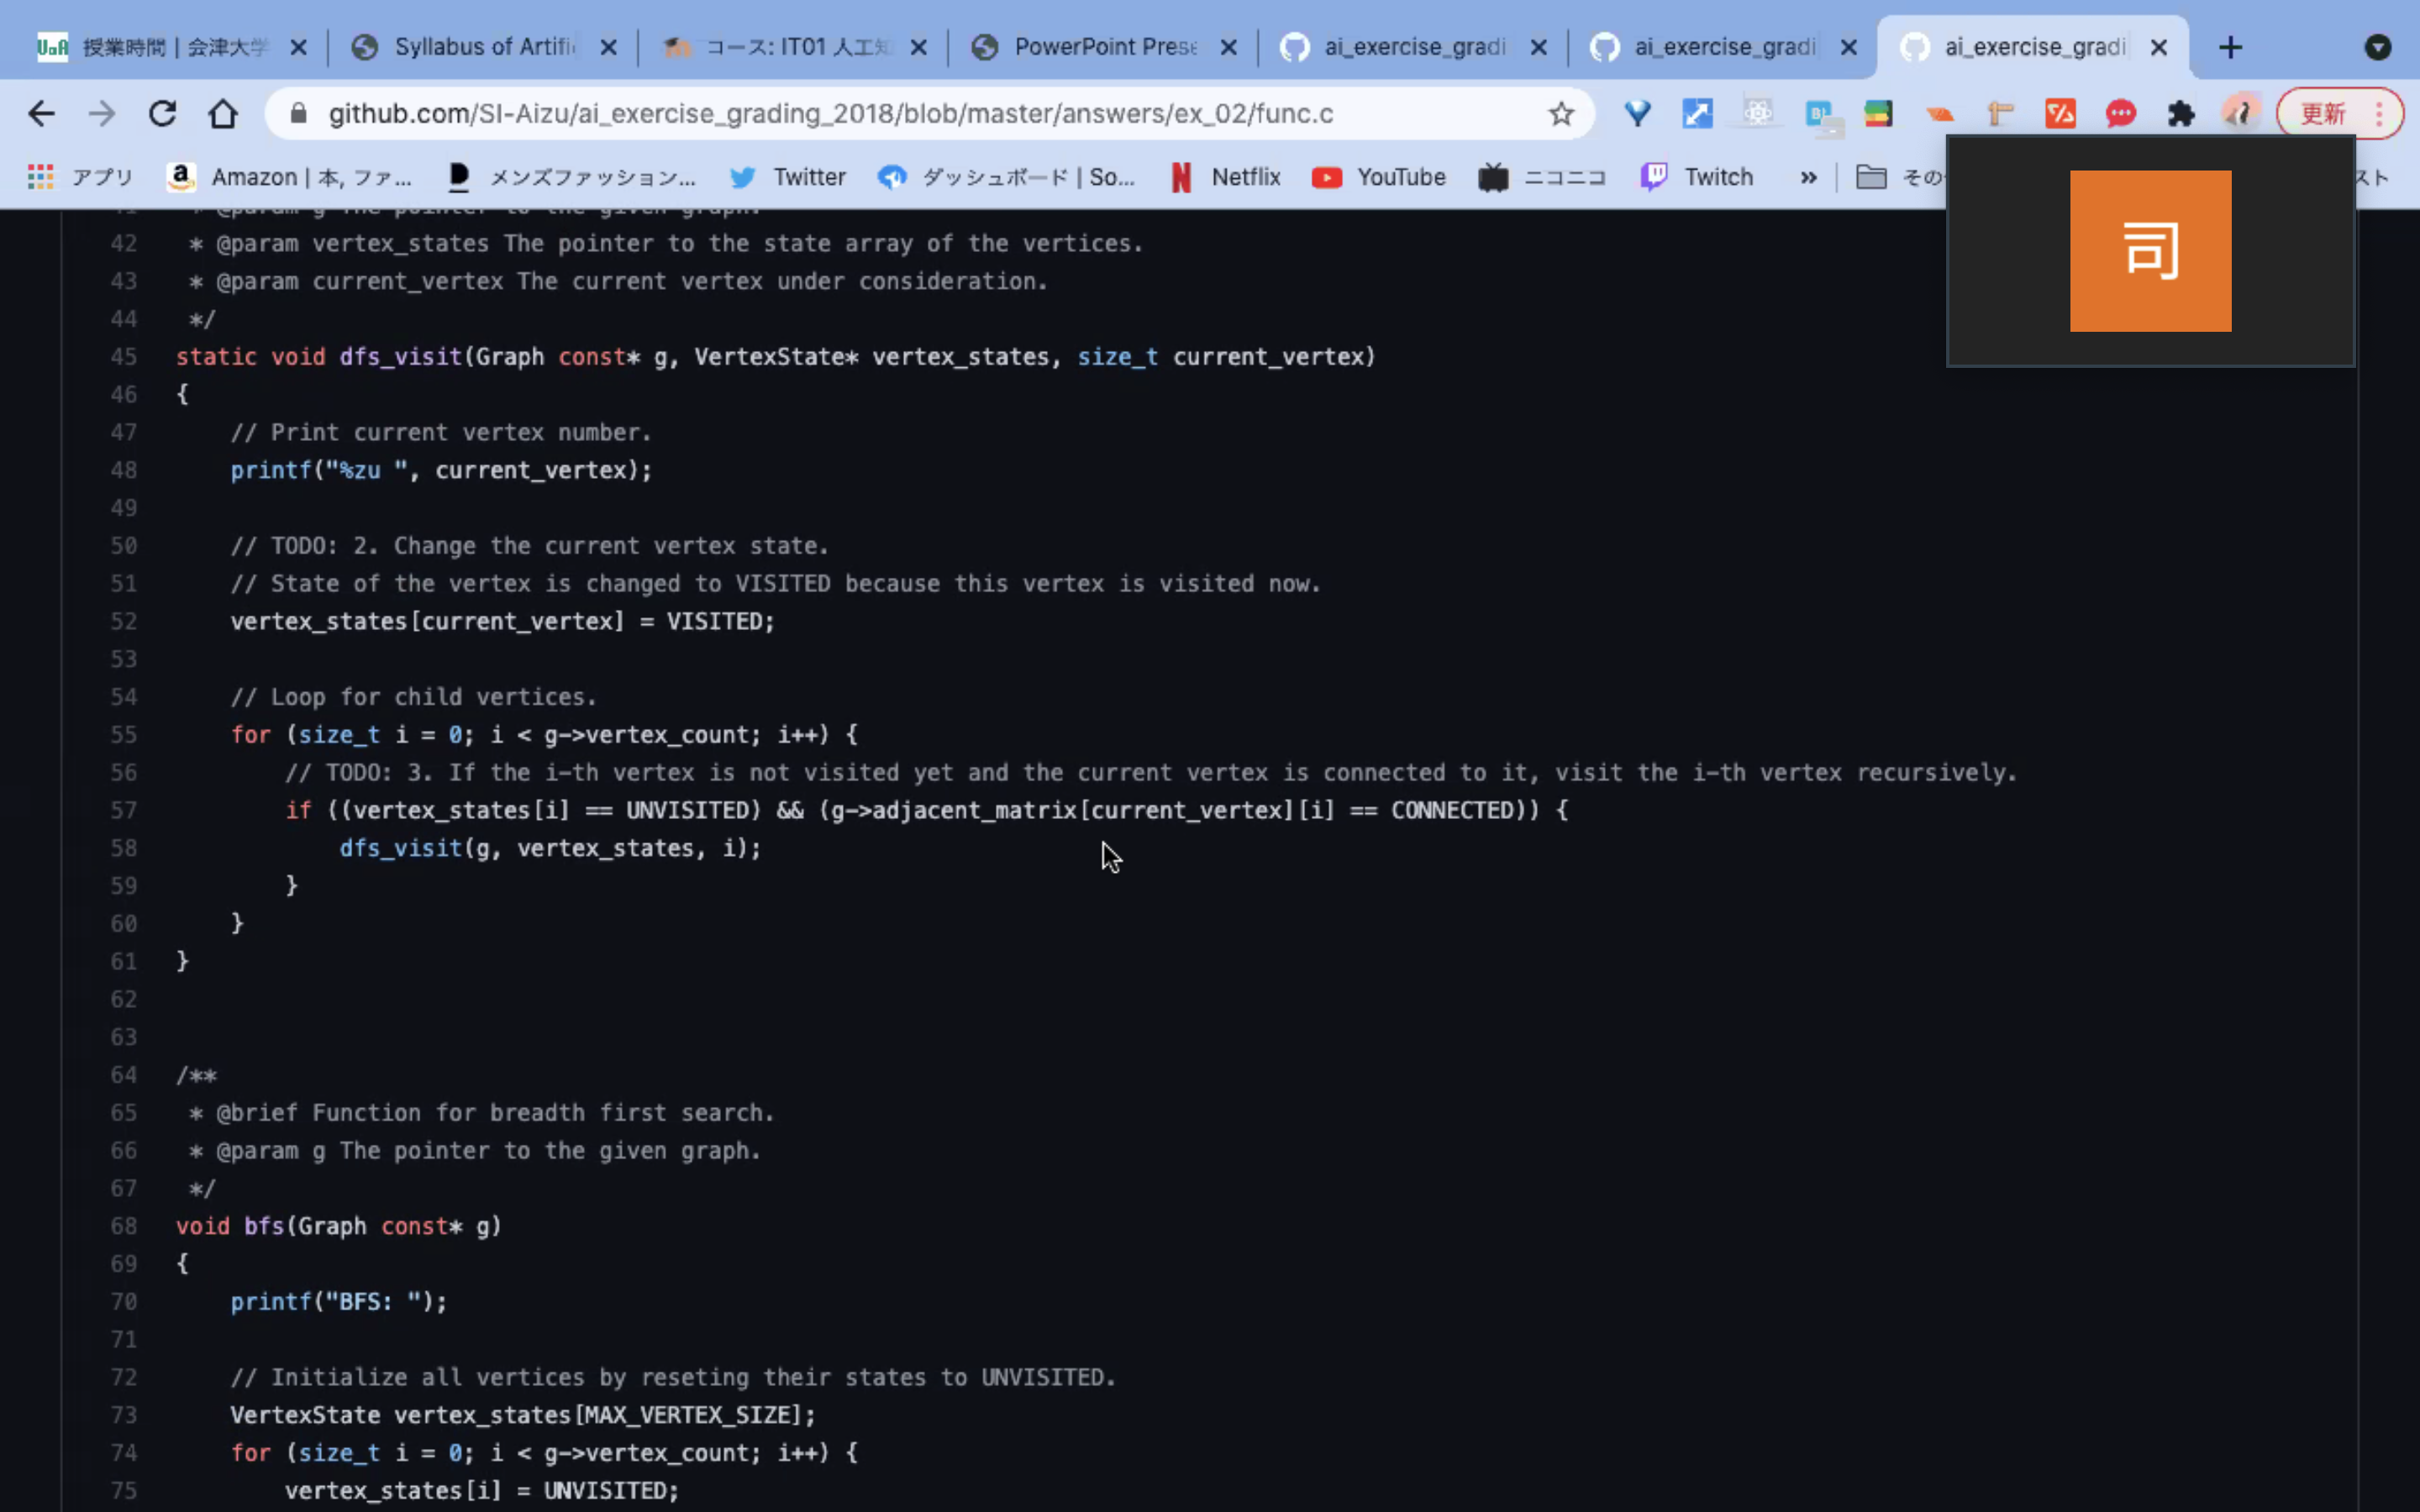 授業時間 | 会津大学
Syllabus of Artifi
コース: IT01 人工知
PowerPoint Prese
ai_exercise_gradi
ai_exercise_gradi
ai_exercise_gradi
github.com/SI-Aizu/ai_exercise_grading_2018/blob/master/answers/ex_02/func.c
更新
アプリ
Amazon | 本, ファ...
メンズファッション...
Twitter
ダッシュボード | So...
Netflix
YouTube
ニコニコ
Twitch
»
その
スト
司
41 * @param g The pointer to the given graph.
42 * @param vertex_states The pointer to the state array of the vertices.
43 * @param current_vertex The current vertex under consideration.
44 */
45 static void dfs_visit(Graph const* g, VertexState* vertex_states, size_t current_vertex)
46 {
47 // Print current vertex number.
48 printf("%zu ", current_vertex);
49
50 // TODO: 2. Change the current vertex state.
51 // State of the vertex is changed to VISITED because this vertex is visited now.
52 vertex_states[current_vertex] = VISITED;
53
54 // Loop for child vertices.
55 for (size_t i = 0; i < g->vertex_count; i++) {
56 // TODO: 3. If the i-th vertex is not visited yet and the current vertex is connected to it, visit the i-th vertex recursively.
57 if ((vertex_states[i] == UNVISITED) && (g->adjacent_matrix[current_vertex][i] == CONNECTED)) {
58 dfs_visit(g, vertex_states, i);
59 }
60 }
61 }
62
63
64 /**
65 * @brief Function for breadth first search.
66 * @param g The pointer to the given graph.
67 */
68 void bfs(Graph const* g)
69 {
70 printf("BFS: ");
71
72 // Initialize all vertices by reseting their states to UNVISITED.
73 VertexState vertex_states[MAX_VERTEX_SIZE];
74 for (size_t i = 0; i < g->vertex_count; i++) {
75 vertex_states[i] = UNVISITED;